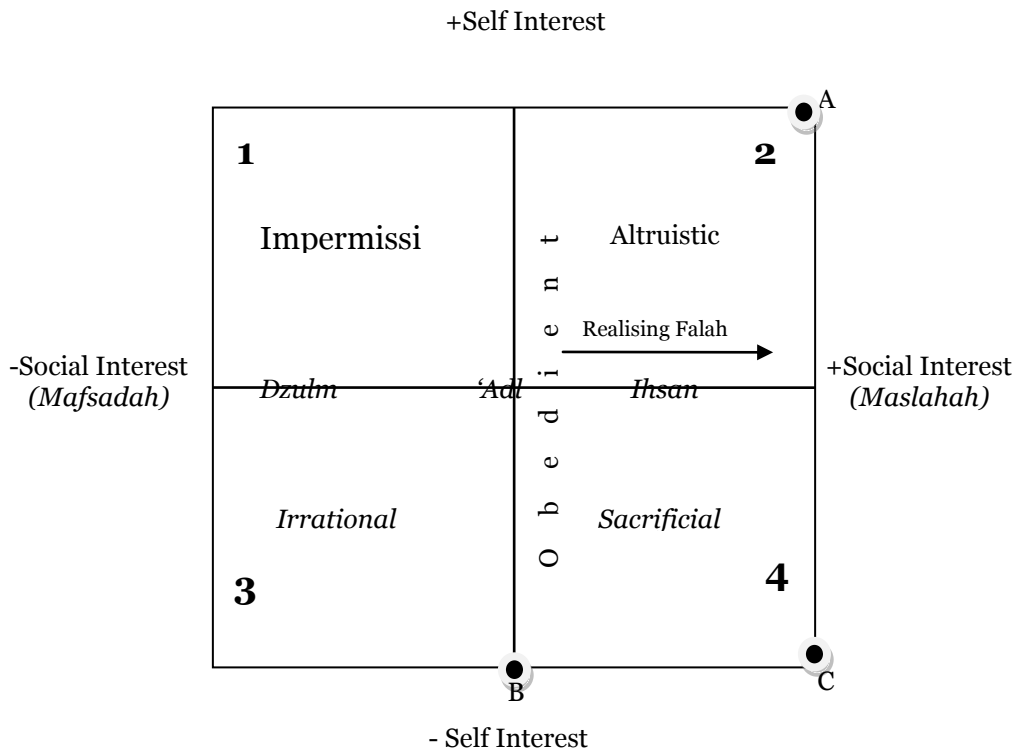 +Self Interest
A
1
2
Impermissi
Altruistic
Obedient
Realising Falah
-Social Interest
(Mafsadah)
+Social Interest
(Maslahah)
Dzulm
‘Adl
Ihsan
Irrational
Sacrificial
3
4
B
C
- Self Interest